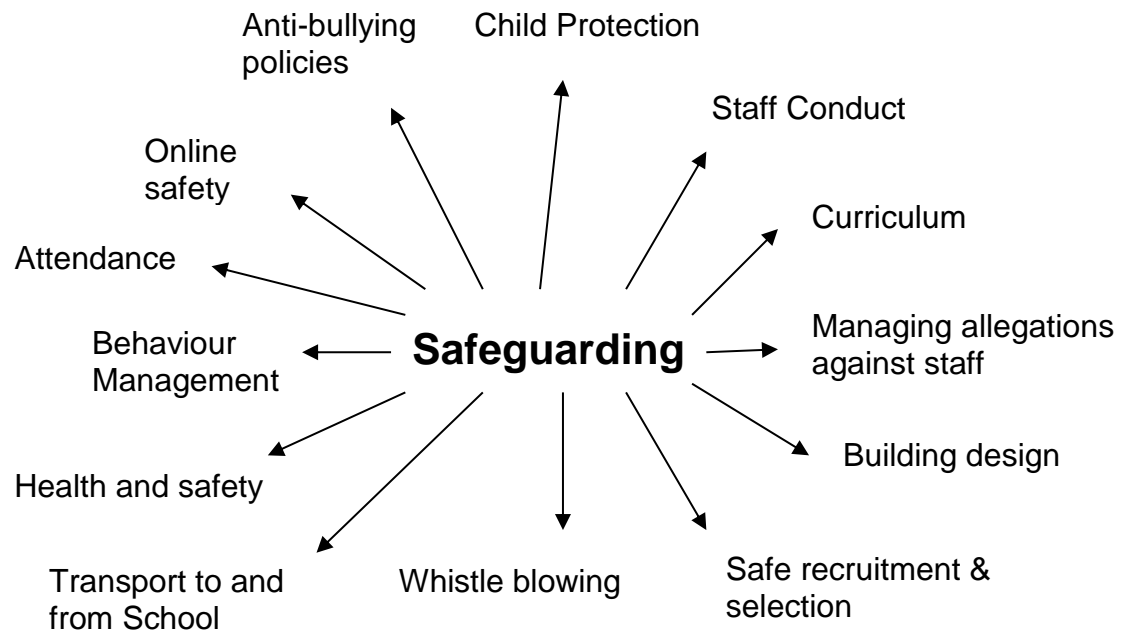 Anti-bullying
policies
Child Protection
Staff Conduct
Online
safety
Curriculum
Attendance
Managing allegations
against staff
Behaviour
Management
Safeguarding
Building design
Health and safety
Safe recruitment &
selection
Transport to and
from School
Whistle blowing